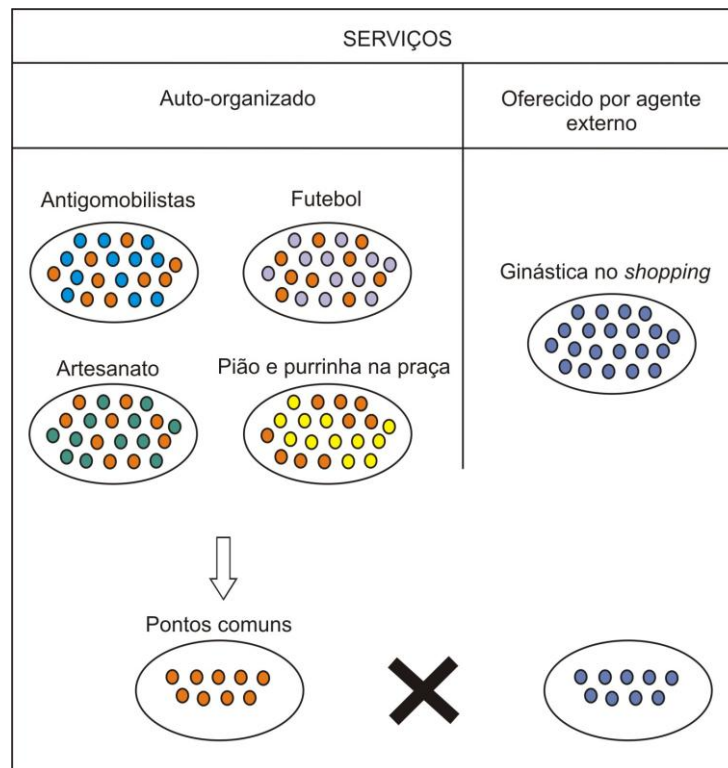 SERVIÇOS
Auto-organizado
Oferecido por agente
externo
Antigomobilistas
Futebol
Ginástica no shopping
Artesanato
Pião e purrinha na praça
Pontos comuns